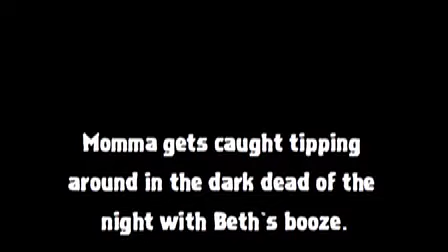 Momma gets caught tipping
around in the dark dead of the
night with Beth`s booze.